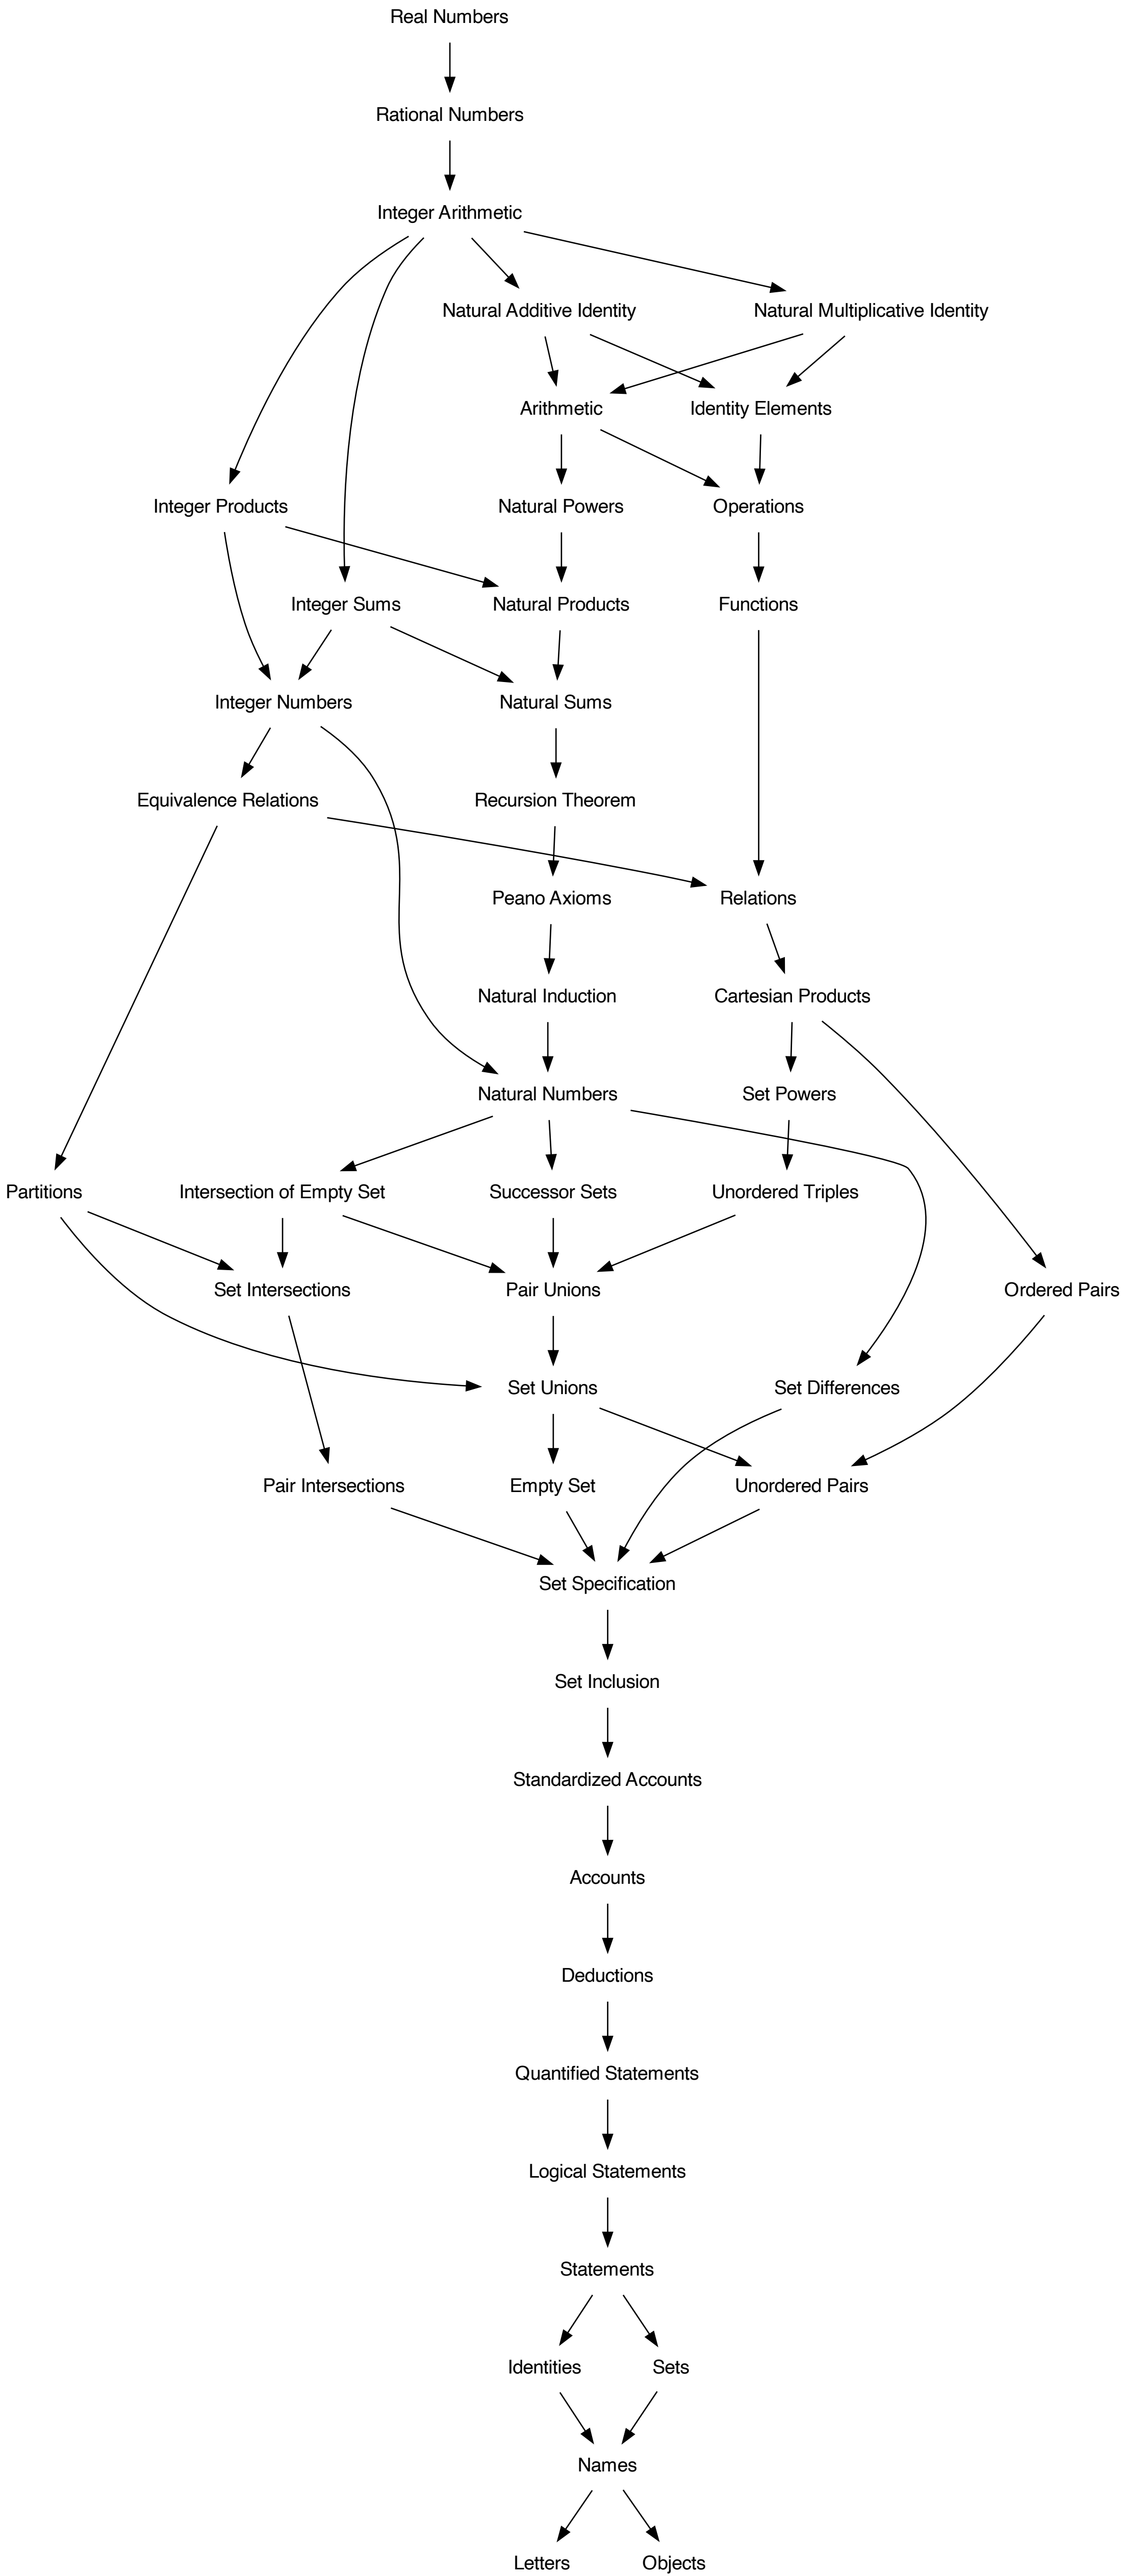 Real Numbers
Rational Numbers
Integer Arithmetic
Natural Additive Identity
Natural Multiplicative Identity
Arithmetic
Identity Elements
Integer Products
Natural Powers
Operations
Integer Sums
Natural Products
Functions
Integer Numbers
Natural Sums
Equivalence Relations
Recursion Theorem
Peano Axioms
Relations
Natural Induction
Cartesian Products
Natural Numbers
Set Powers
Partitions
Intersection of Empty Set
Successor Sets
Unordered Triples
Set Intersections
Pair Unions
Ordered Pairs
Set Unions
Set Differences
Pair Intersections
Empty Set
Unordered Pairs
Set Specification
Set Inclusion
Standardized Accounts
Accounts
Deductions
Quantified Statements
Logical Statements
Statements
Identities
Sets
Names
Letters
Objects